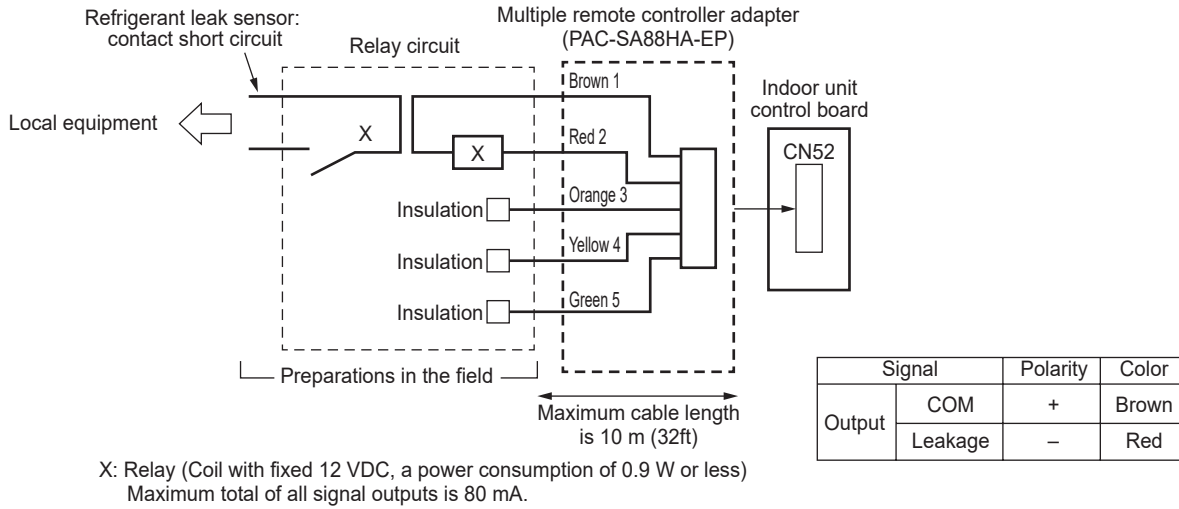 Refrigerant leak sensor:
contact short circuit
Relay circuit
Multiple remote controller adapter
(PAC-SA88HA-EP)
Indoor unit
control board
Local equipment
X
X
Brown 1
Red 2
Orange 3
Yellow 4
Green 5
CN52
Insulation
Insulation
Insulation
Preparations in the field
Maximum cable length
is 10 m (32ft)
Signal Polarity Color
Output COM + Brown
Leakage – Red
X: Relay (Coil with fixed 12 VDC, a power consumption of 0.9 W or less)
Maximum total of all signal outputs is 80 mA.